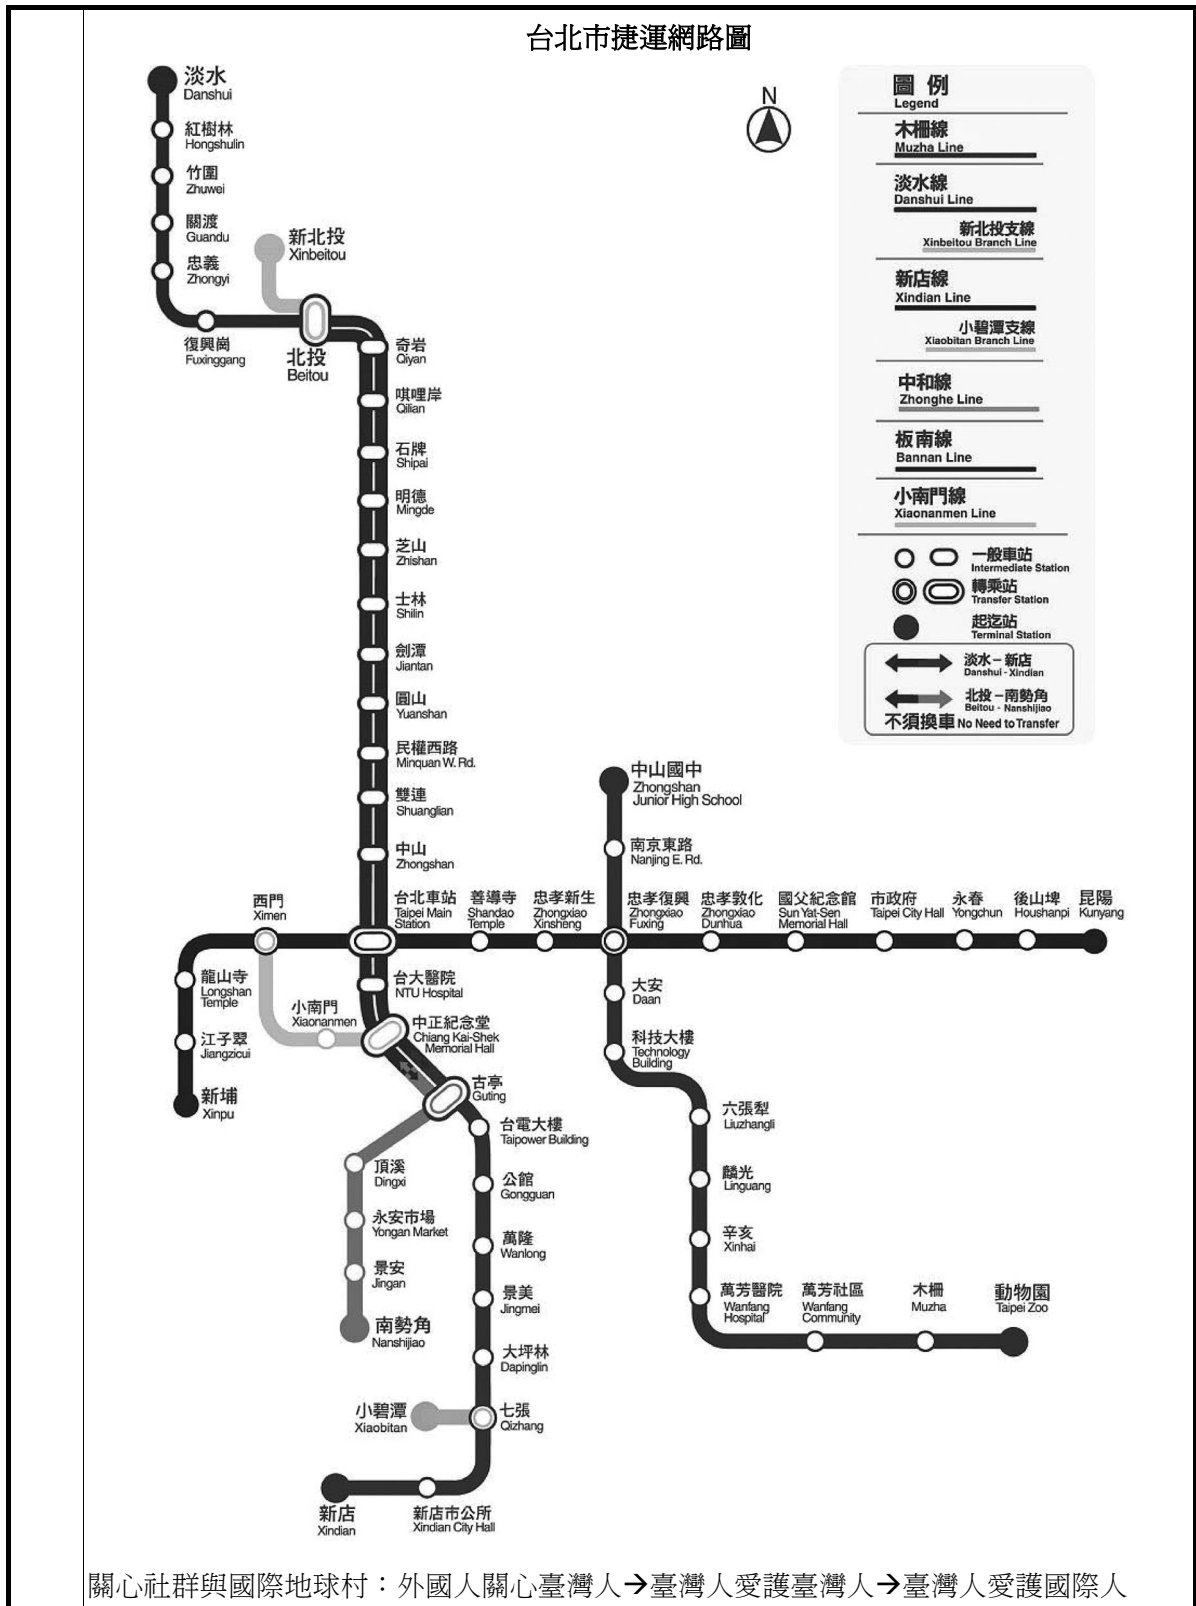 台北市捷運網路圖
淡水
Danshui
紅樹林
Hongshulin
竹圍
Zhuwei
關渡
Guandu
忠義
Zhongyi
復興崗
Fuxinggang
新北投
Xinbeitou
北投
Beitou
奇岩
Qiyan
唭哩岸
Qilian
石牌
Shipai
明德
Mingde
芝山
Zhishan
士林
Shilin
劍潭
Jiantan
圓山
Yuanshan
民權西路
Minquan W. Rd.
雙連
Shuanglian
中山
Zhongshan
N
圖 例
Legend
木柵線
Muzha Line
淡水線
Danshui Line
新北投支線
Xinbeitou Branch Line
新店線
Xindian Line
小碧潭支線
Xiaobitan Branch Line
中和線
Zhonghe Line
板南線
Bannan Line
小南門線
Xiaonanmen Line
一般車站
Intermediate Station
轉乘站
Transfer Station
起迄站
Terminal Station
淡水－新店
Danshui - Xindian
北投－南勢角
Beitou - Nanshijiao
不須換車 No Need to Transfer
中山國中
Zhongshan
Junior High School
南京東路
Nanjing E. Rd.
西門
Ximen
台北車站
Taipei Main
Station
善導寺
Shandao
Temple
忠孝新生
Zhongxiao
Xinsheng
忠孝復興
Zhongxiao
Fuxing
忠孝敦化
Zhongxiao
Dunhua
國父紀念館
Sun Yat-Sen
Memorial Hall
市政府
Taipei City Hall
永春
Yongchun
後山埤
Houshanpi
昆陽
Kunyang
龍山寺
Longshan
Temple
江子翠
Jiangzicui
新埔
Xinpu
小南門
Xiaonanmen
台大醫院
NTU Hospital
中正紀念堂
Chiang Kai-Shek
Memorial Hall
古亭
Guting
台電大樓
Taipower Building
公館
Gongguan
萬隆
Wanlong
景美
Jingmei
大坪林
Dapinglin
七張
Qizhang
小碧潭
Xiaobitan
新店市公所
Xindian City Hall
新店
Xindian
頂溪
Dingxi
永安市場
Yongan Market
景安
Jingan
南勢角
Nanshijiao
大安
Daan
科技大樓
Technology
Building
六張犁
Liuzhangli
麟光
Linguang
辛亥
Xinhai
萬芳醫院
Wanfang
Hospital
萬芳社區
Wanfang
Community
木柵
Muzha
動物園
Taipei Zoo
關心社群與國際地球村：外國人關心臺灣人→臺灣人愛護臺灣人→臺灣人愛護國際人